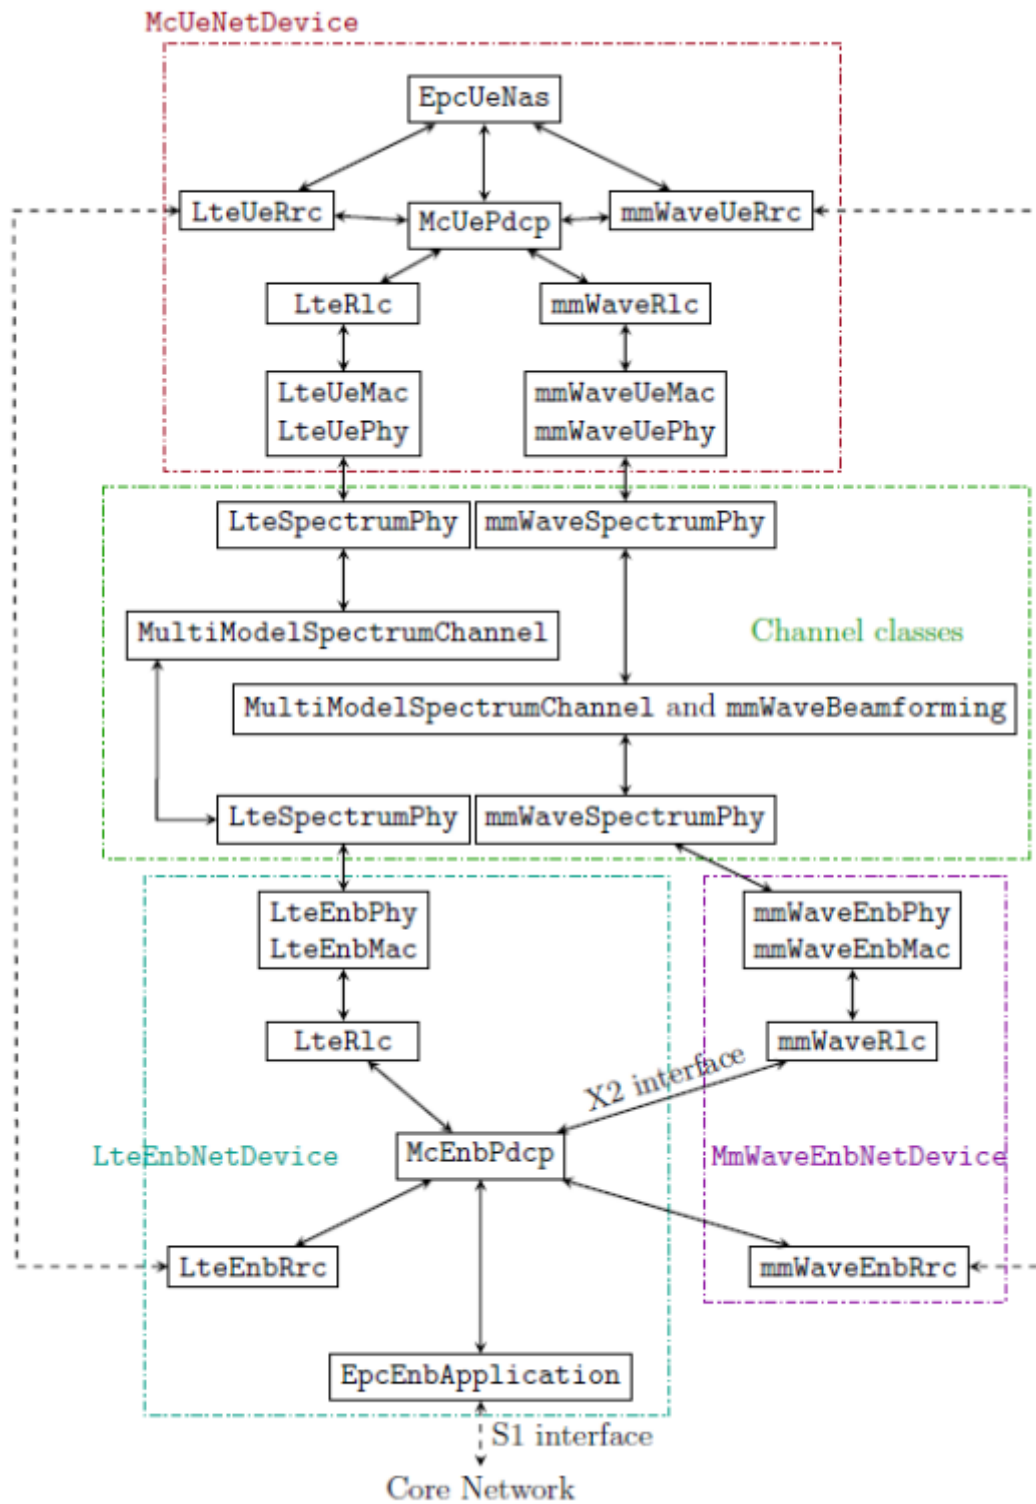 McUeNetDevice
EpcUeNas
LteUeRrc
McUePdcp
mmWaveUeRrc
LteRlc
mmWaveRlc
LteUeMac
LteUePhy
mmWaveUeMac
mmWaveUePhy
LteSpectrumPhy
mmWaveSpectrumPhy
MultiModelSpectrumChannel
Channel classes
MultiModelSpectrumChannel and mmWaveBeamforming
LteSpectrumPhy
mmWaveSpectrumPhy
LteEnbPhy
LteEnbMac
mmWaveEnbPhy
mmWaveEnbMac
LteRlc
mmWaveRlc
X2 interface
LteEnbNetDevice
McEnbPdcp
MmWaveEnbNetDevice
LteEnbRrc
mmWaveEnbRrc
EpcEnbApplication
S1 interface
Core Network